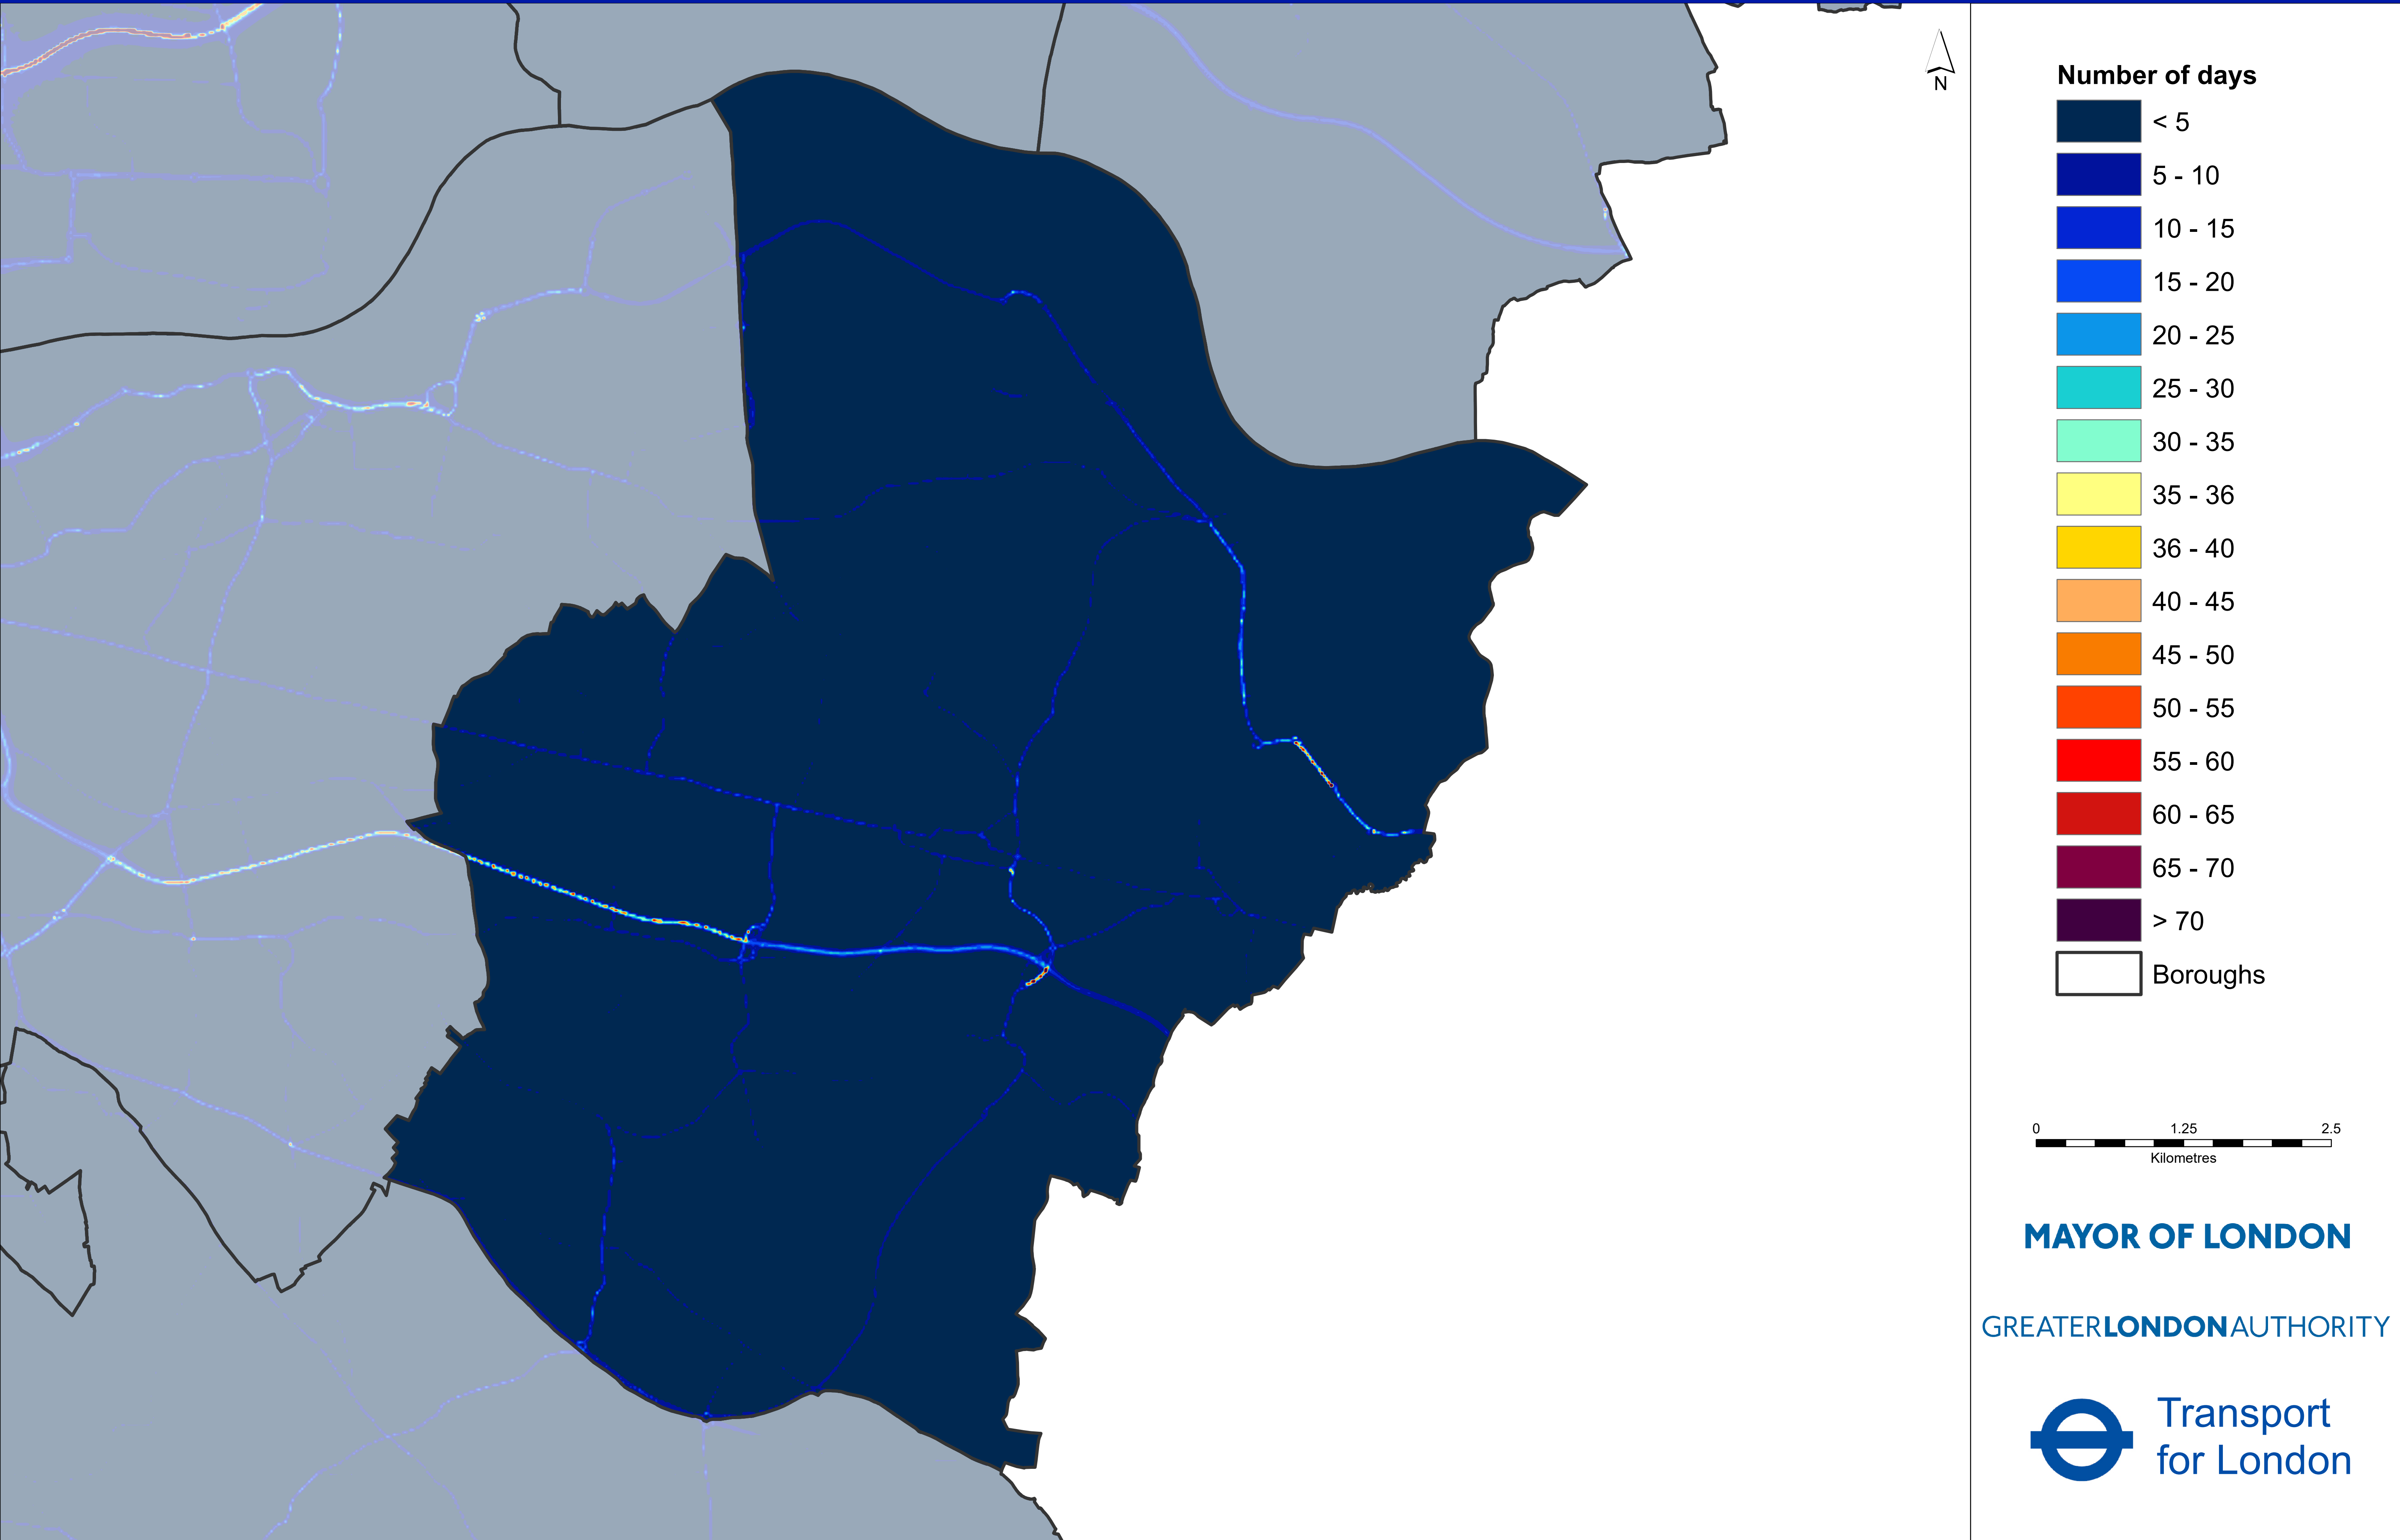 N
Number of days
< 5
5 - 10
10 - 15
15 - 20
20 - 25
25 - 30
30 - 35
35 - 36
36 - 40
40 - 45
45 - 50
50 - 55
55 - 60
60 - 65
65 - 70
> 70
Boroughs
0 1.25 2.5
Kilometres
MAYOR OF LONDON
GREATERLONDONAUTHORITY
Transport
for London